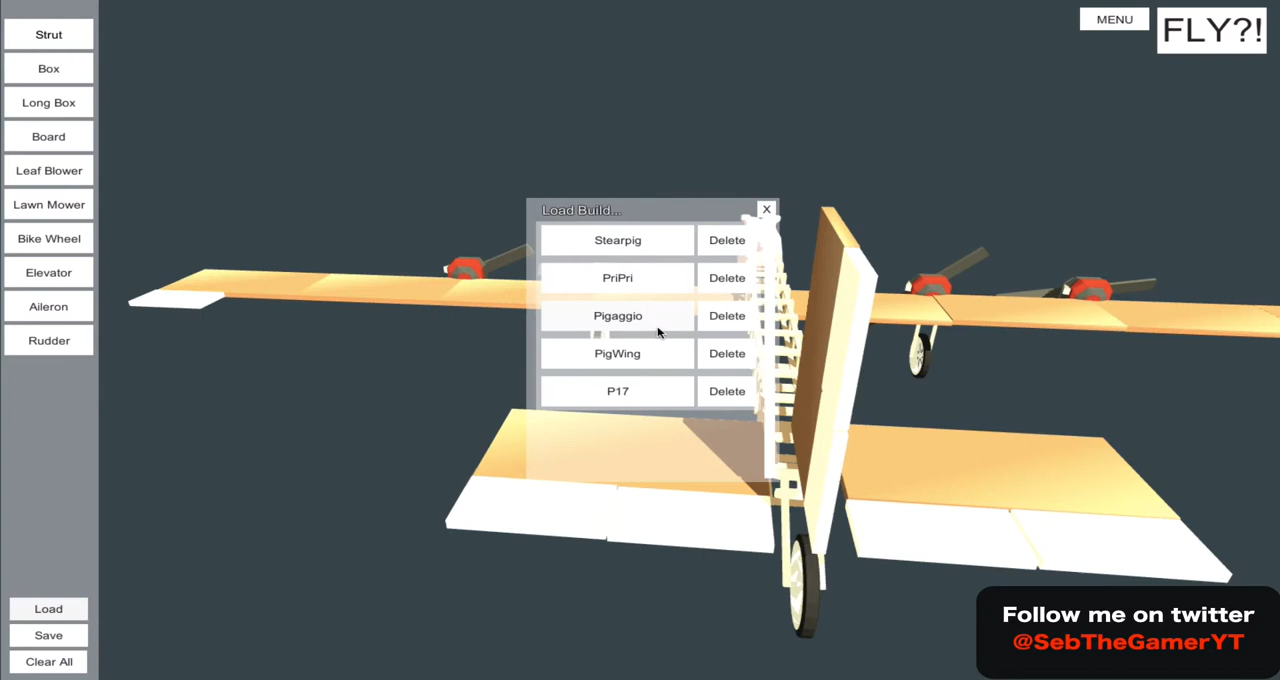 Strut
Box
Long Box
Board
Leaf Blower
Lawn Mower
Bike Wheel
Elevator
Aileron
Rudder
Load
Save
Clear All
MENU
FLY?!
Load Build...
X
Stearpig
Delete
PriPri
Delete
Pigaggio
Delete
PigWing
Delete
P17
Delete
Follow me on twitter
@SebTheGamerYT